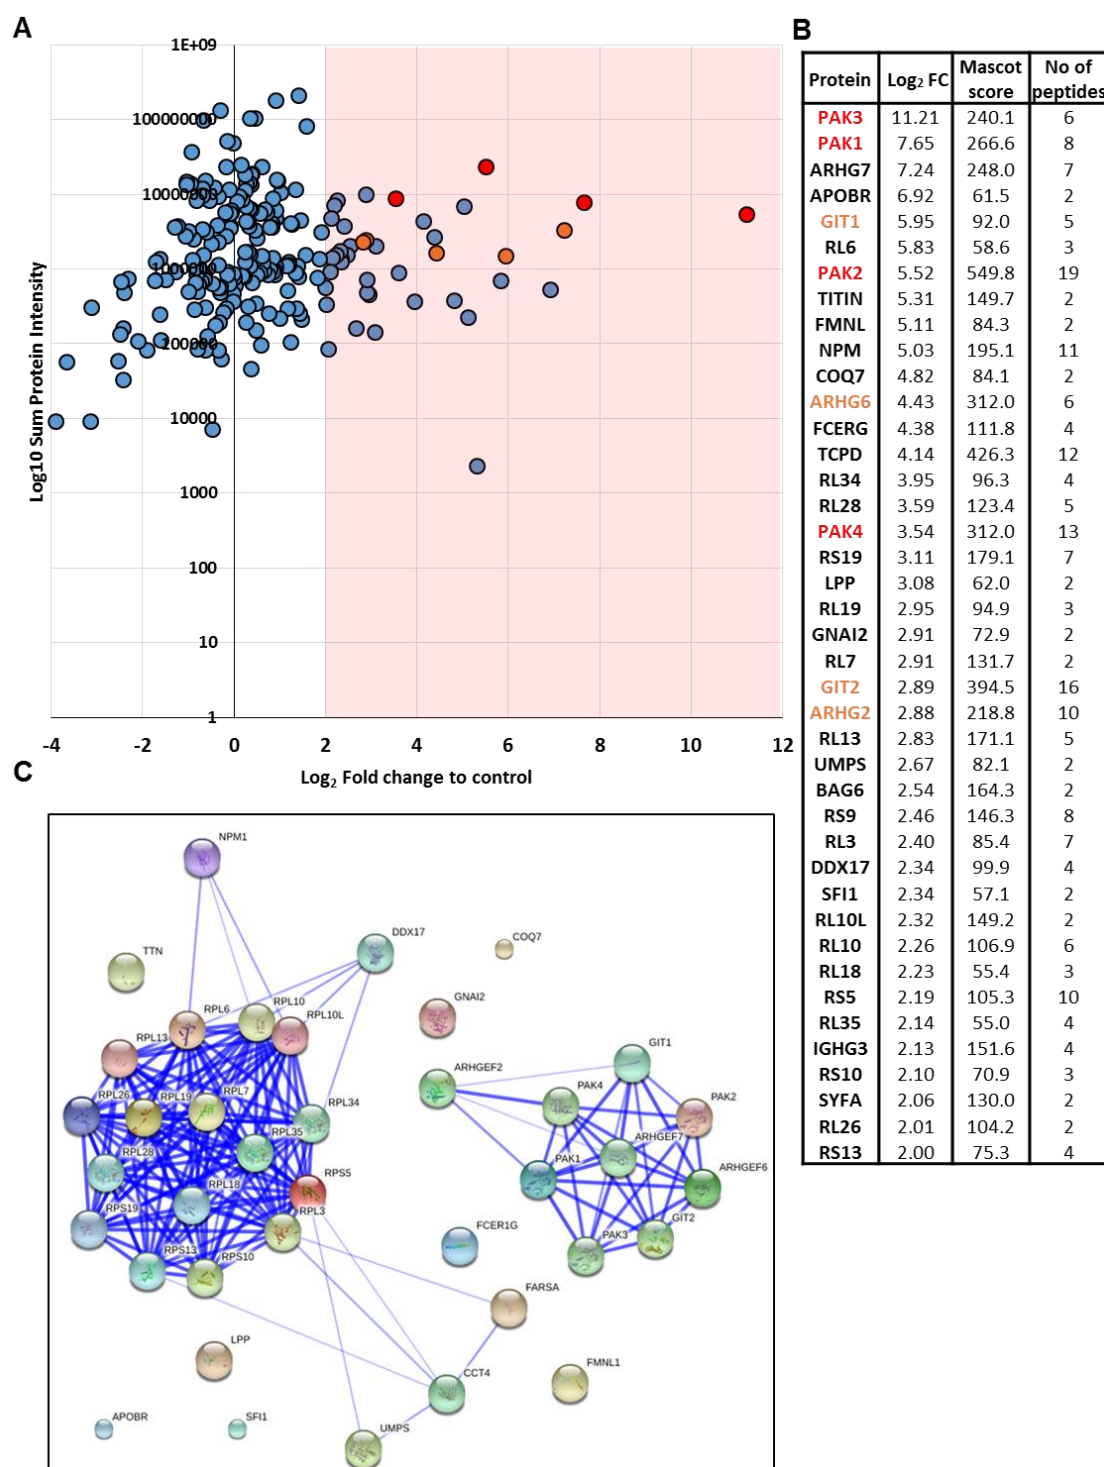 A
1E+09
100000000
10000000
1000000
100000
10000
1000
100
10
1
-4 -2 0 2 4 6 8 10 12
Log10 Sum Protein Intensity
Log2 Fold change to control
B
Protein Log2 FC Mascot score No of peptides
PAK3 11.21 240.1 6
PAK1 7.65 266.6 8
ARHG7 7.24 248.0 7
APOBR 6.92 61.5 2
GIT1 5.95 92.0 5
RL6 5.83 58.6 3
PAK2 5.52 549.8 19
TITIN 5.31 149.7 2
FMNL 5.11 84.3 2
NPM 5.03 195.1 11
COQ7 4.82 84.1 2
ARHG6 4.43 312.0 6
FCERG 4.38 111.8 4
TCPD 4.14 426.3 12
RL34 3.95 96.3 4
RL28 3.59 123.4 5
PAK4 3.54 312.0 13
RS19 3.11 179.1 7
LPP 3.08 62.0 2
RL19 2.95 94.9 3
GNAI2 2.91 72.9 2
RL7 2.91 131.7 2
GIT2 2.89 394.5 16
ARHG2 2.88 218.8 10
RL13 2.83 171.1 5
UMPS 2.67 82.1 2
BAG6 2.54 164.3 2
RS9 2.46 146.3 8
RL3 2.40 85.4 7
DDX17 2.34 99.9 4
SFI1 2.34 57.1 2
RL10L 2.32 149.2 2
RL10 2.26 106.9 6
RL18 2.23 55.4 3
RS5 2.19 105.3 10
RL35 2.14 55.0 4
IGHG3 2.13 151.6 4
RS10 2.10 70.9 3
SYFA 2.06 130.0 2
RL26 2.01 104.2 2
RS13 2.00 75.3 4
C
NPM1
DDX17
COQ7
TTN
GNAI2
RPL6
RPL10
RPL10L
RPL13
GIT1
ARHGEF2
PAK4
PAK2
RPL26
RPL19
RPL7
RPL34
RPL35
ARHGEF7
RPL28
PAK1
ARHGEF6
RPL18
RPS5
RPS19
RPL3
FCER1G
GIT2
PAK3
RPS13
RPS10
FARSA
LPP
CCT4
FMNL1
APOBR
SFI1
UMPS